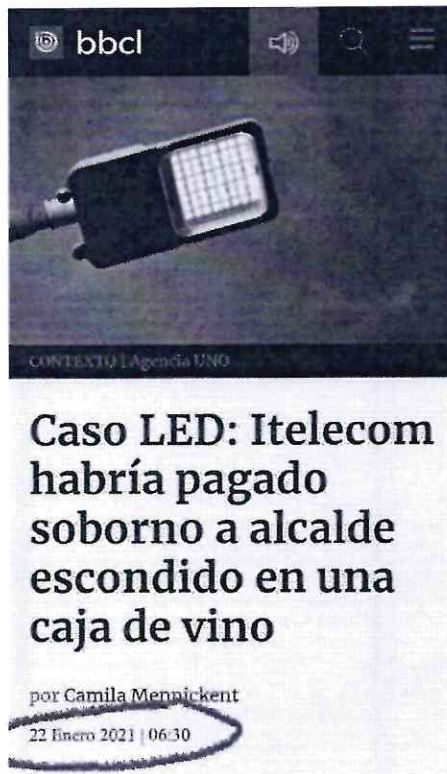 bbcl
CONTEXTO | Agencia UNO
Caso LED: Itelecom
habría pagado
soborno a alcalde
escondido en una
caja de vino
por Camila Mennickent
22 Enero 2021 | 06:30